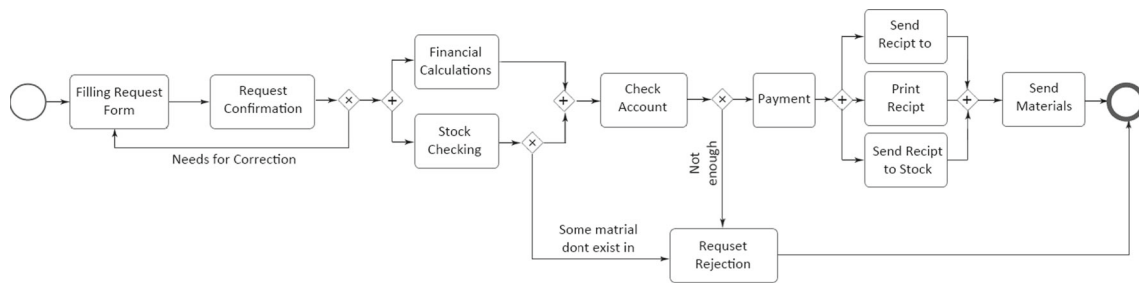 Filling Request
Form
Request
Confirmation
Needs for Correction
Financial
Calculations
Stock
Checking
Some matrial
dont exist in
Check
Account
Not
enough
Requset
Rejection
Payment
Send
Recipt to
Print
Recipt
Send Recipt
to Stock
Send
Materials